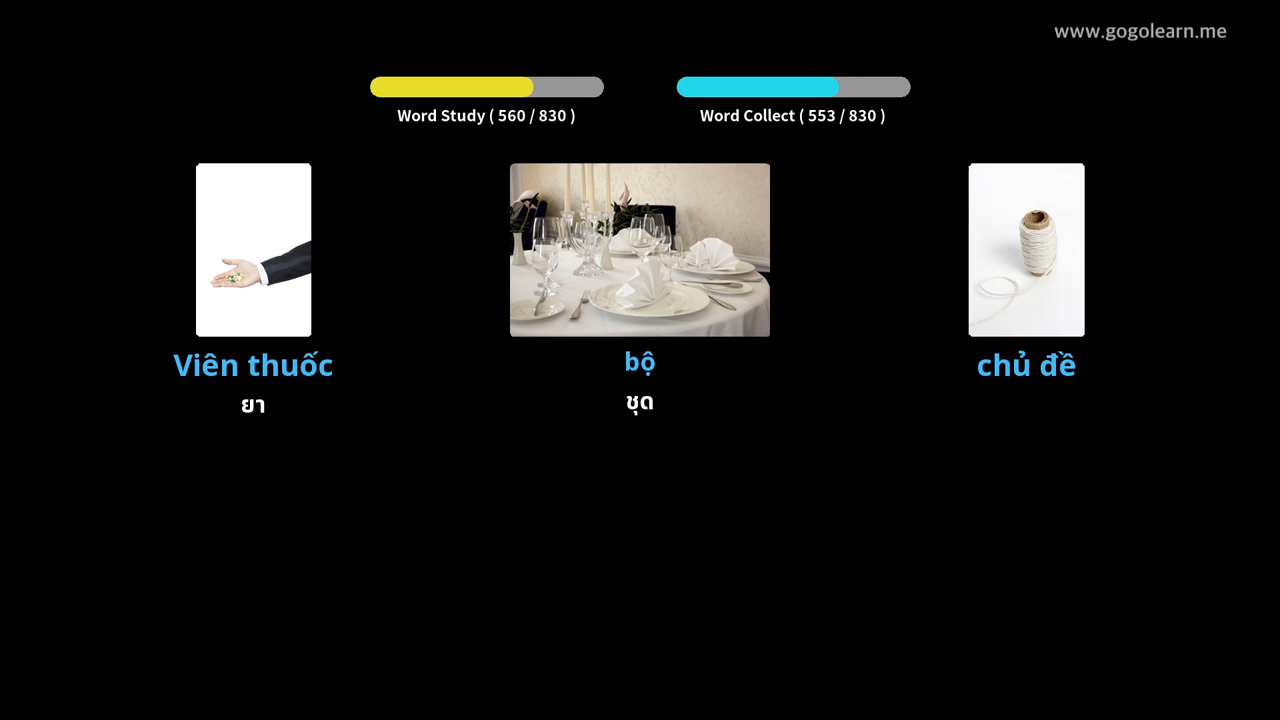 www.gogolearn.me
Word Study ( 560 / 830 )
Word Collect ( 553 / 830 )
Viên thuốc
ยา
bộ
ชุด
chủ đề